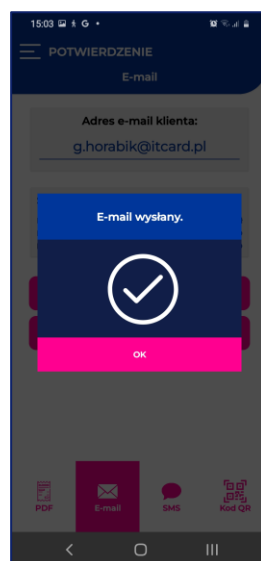 15:03 G
POTWIERDZENIE
E-mail
Adres e-mail klienta:
g.horabik@itcard.pl
E-mail wysłany.
OK
PDF
E-mail
SMS
Kod QR